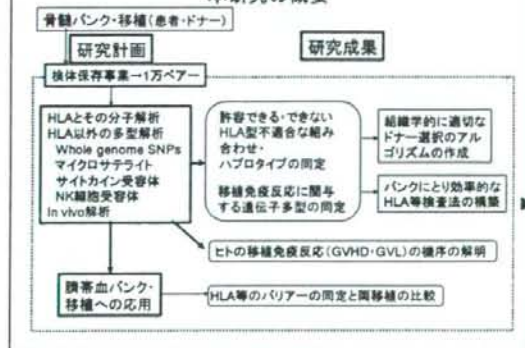 骨髄バンク・移植(患者・ドナー)
研究計画
研究成果
検体保存事業→1万ペアー
HLAとその分子解析
HLA以外の多型解析
Whole genome SNPs
マイクロサテライト
サイトカイン受容体
NK細胞受容体
In vivo解析
許容できる・できない
HLA型不適合な組み
合わせ・
ハプロタイプの同定
移植免疫反応に関与
する遺伝子多型の同定
組織学的に適切な
ドナー選択のアル
ゴリズムの作成
バンクにとり効率的な
HLA等検査法の構築
ヒトの移植免疫反応(GVHD・GVL)の機序の解明
臍帯血バンク・
移植への応用
HLA等のバリアーの同定と両移植の比較